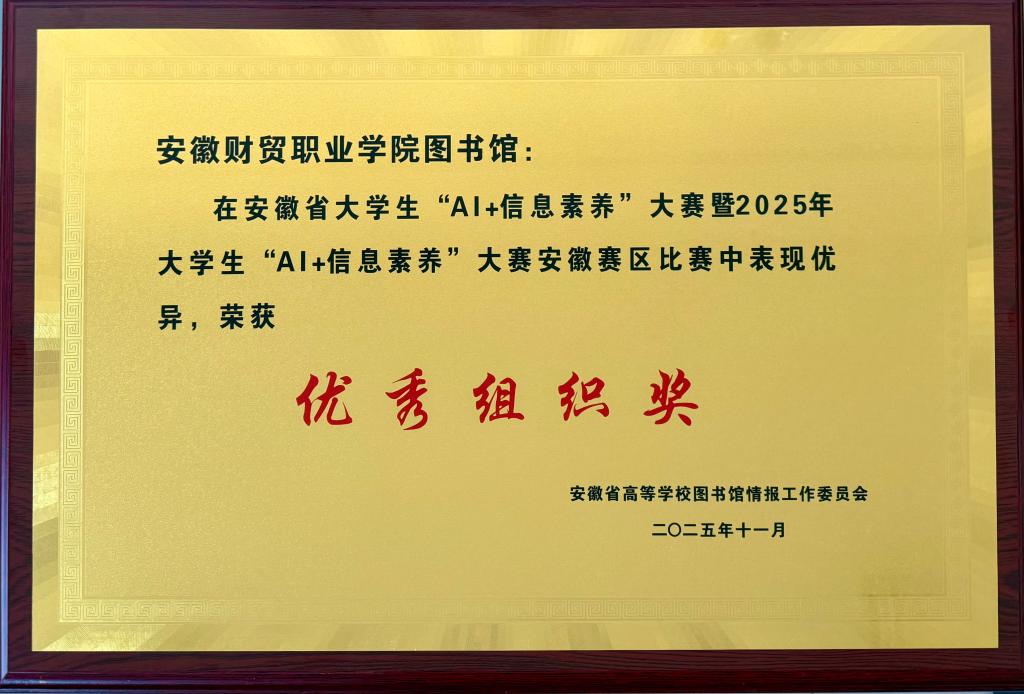 安徽财贸职业学院图书馆：
在安徽省大学生“AI+信息素养”大赛暨2025年
大学生“AI+信息素养”大赛安徽赛区比赛中表现优
异，荣获
优秀组织奖
安徽省高等学校图书馆情报工作委员会
二〇二五年十一月